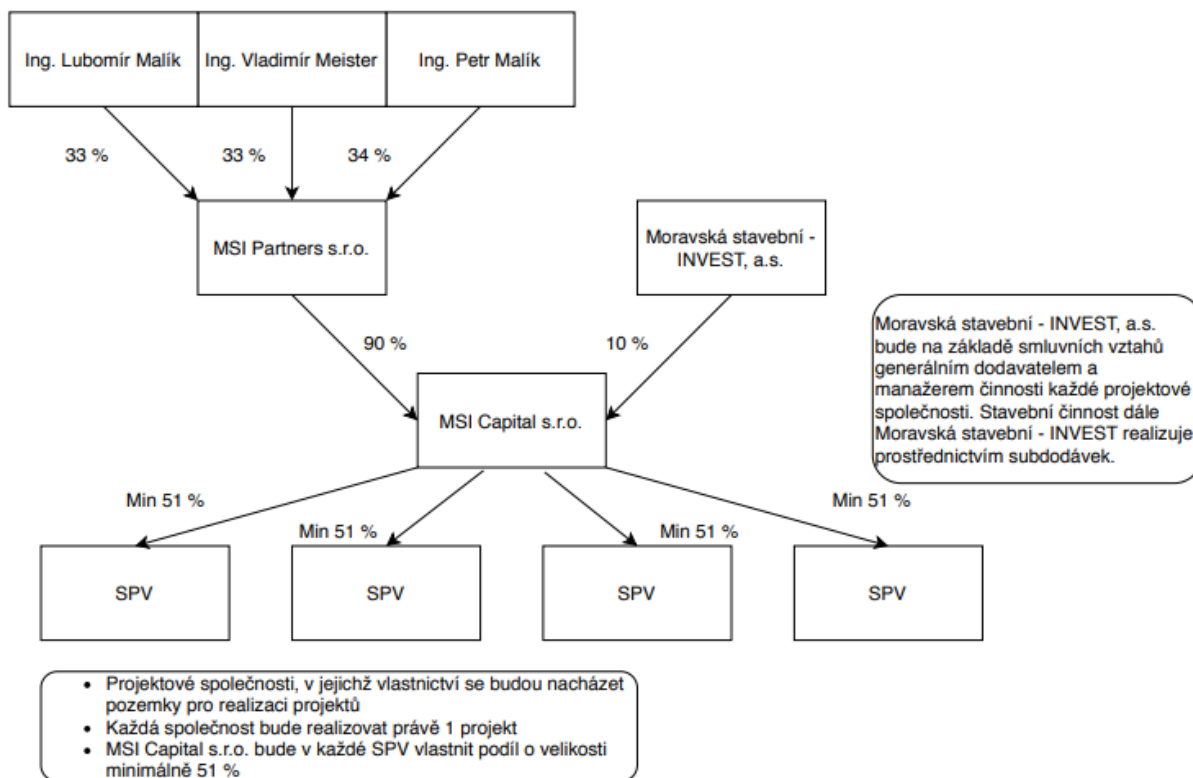 Ing. Lubomír Malík
Ing. Vladimír Meister
Ing. Petr Malík
33 %
33 %
34 %
MSI Partners s.r.o.
Moravská stavební -
INVEST, a.s.
90 %
10 %
Moravská stavební - INVEST, a.s.
bude na základě smluvních vztahů
generálním dodavatelem a
manažerem činnosti každé projektové
společnosti. Stavební činnost dále
Moravská stavební - INVEST realizuje
prostřednictvím subdodávek.
MSI Capital s.r.o.
Min 51 %
Min 51 %
Min 51 %
Min 51 %
SPV
SPV
SPV
SPV
• Projektové společnosti, v jejichž vlastnictví se budou nacházet
pozemky pro realizaci projektů
• Každá společnost bude realizovat právě 1 projekt
• MSI Capital s.r.o. bude v každé SPV vlastnit podíl o velikosti
minimálně 51 %